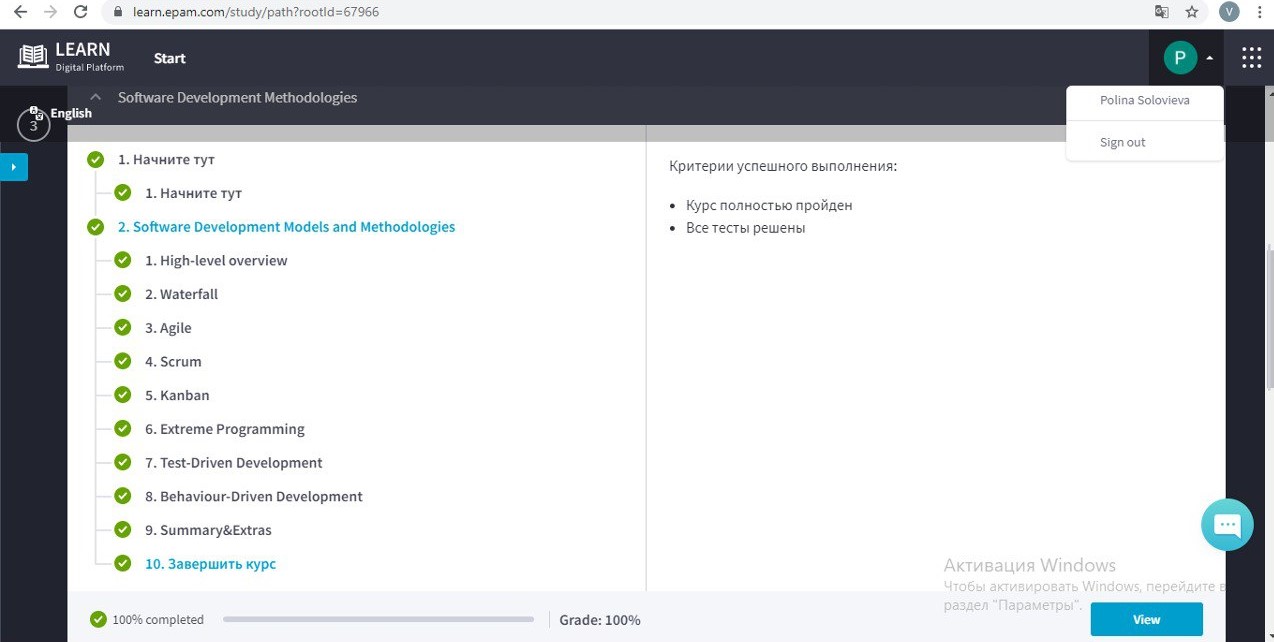 learn.epam.com/study/path?rootId=67966
V
LEARN
Digital Platform
Start
P
Polina Solovieva
Sign out
Software Development Methodologies
English
3
1. Начните тут
1. Начните тут
2. Software Development Models and Methodologies
1. High-level overview
2. Waterfall
3. Agile
4. Scrum
5. Kanban
6. Extreme Programming
7. Test-Driven Development
8. Behaviour-Driven Development
9. Summary&Extras
10. Завершить курс
Критерии успешного выполнения:
• Курс полностью пройден
• Все тесты решены
Активация Windows
Чтобы активировать Windows, перейдите в
раздел "Параметры".
100% completed
Grade: 100%
View